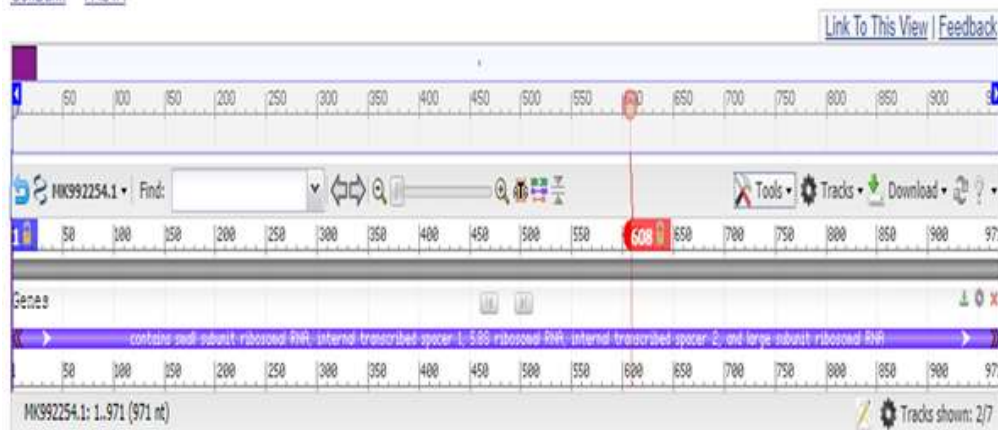 Link To This View | Feedback
50 100 150 200 250 300 350 400 450 500 550 650 700 750 800 850 900
MK992254.1 Find: Tools Tracks Download ?
1 50 100 150 200 250 300 350 400 450 500 550 608 650 700 750 800 850 900 97
Genes
contains small subunit ribosomal RNA, internal transcribed spacer 1, 5.8S ribosomal RNA, internal transcribed spacer 2, and large subunit ribosomal RNA
50 100 150 200 250 300 350 400 450 500 550 600 650 700 750 800 850 900 97
MK992254.1: 1..971 (971 nt) Tracks shown: 2/7